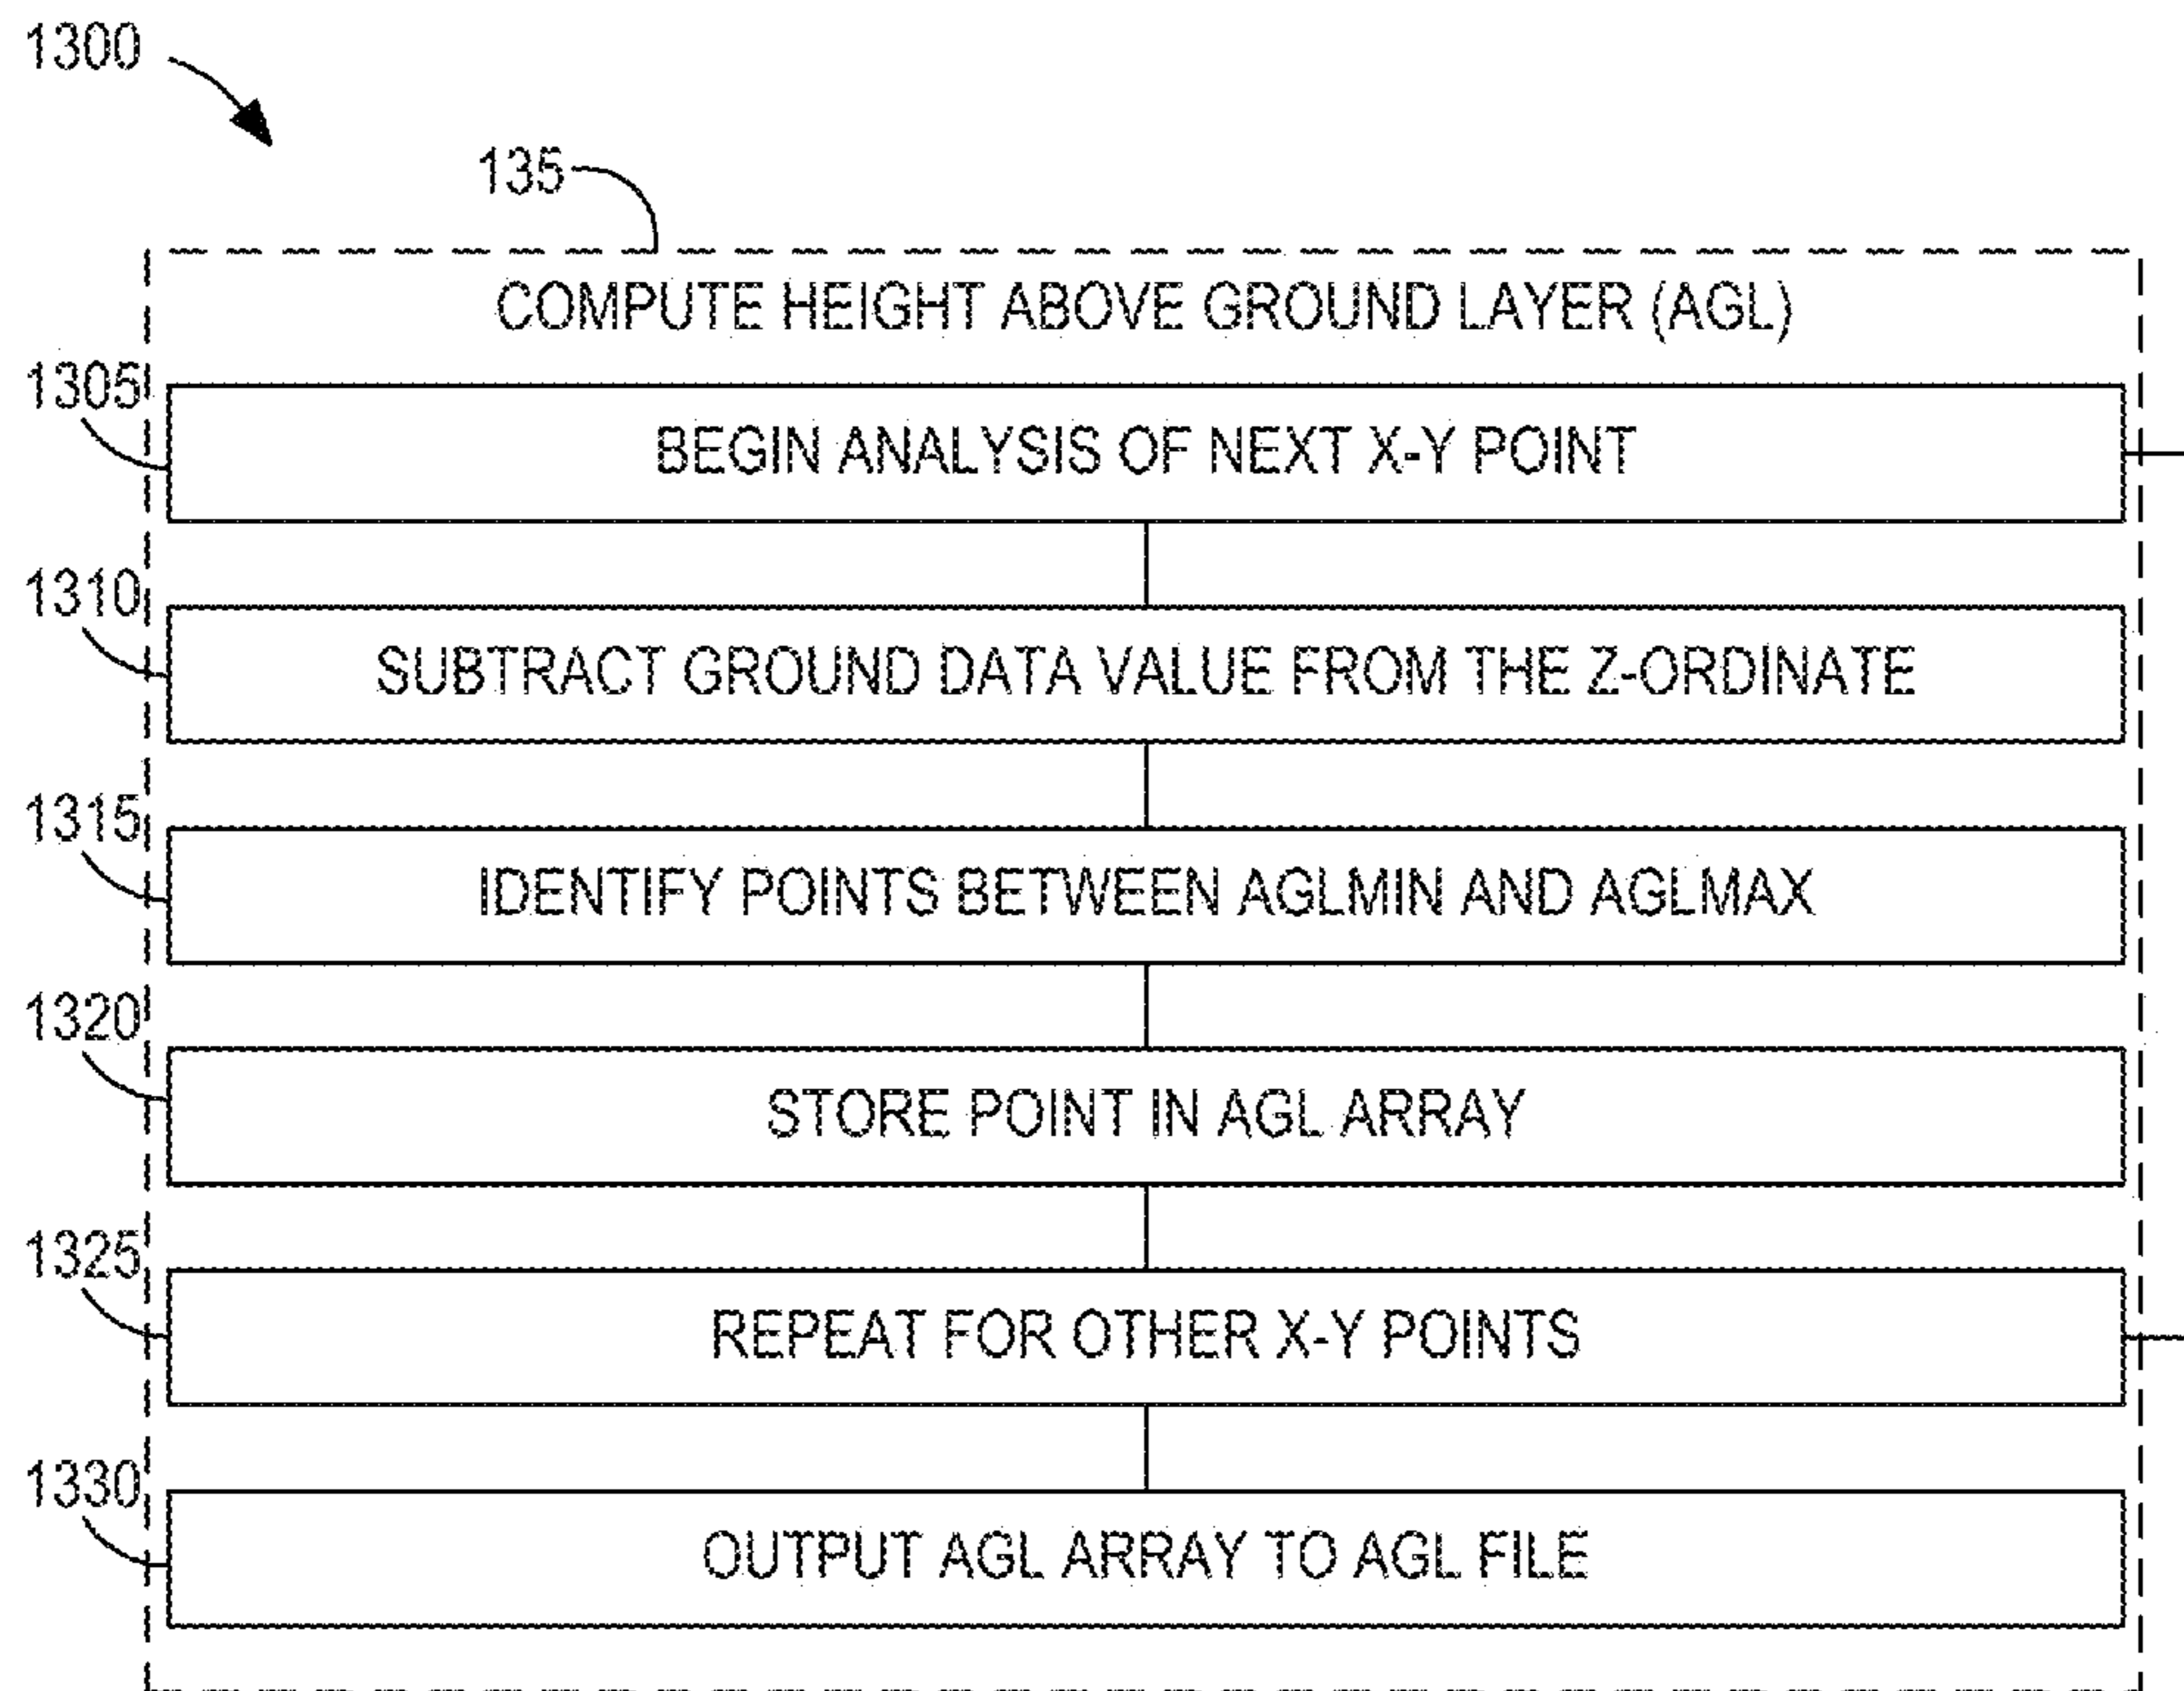 1300
135
COMPUTE HEIGHT ABOVE GROUND LAYER (AGL)
1305
BEGIN ANALYSIS OF NEXT X-Y POINT
1310
SUBTRACT GROUND DATA VALUE FROM THE Z-ORDINATE
1315
IDENTIFY POINTS BETWEEN AGLMIN AND AGLMAX
1320
STORE POINT IN AGL ARRAY
1325
REPEAT FOR OTHER X-Y POINTS
1330
OUTPUT AGL ARRAY TO AGL FILE